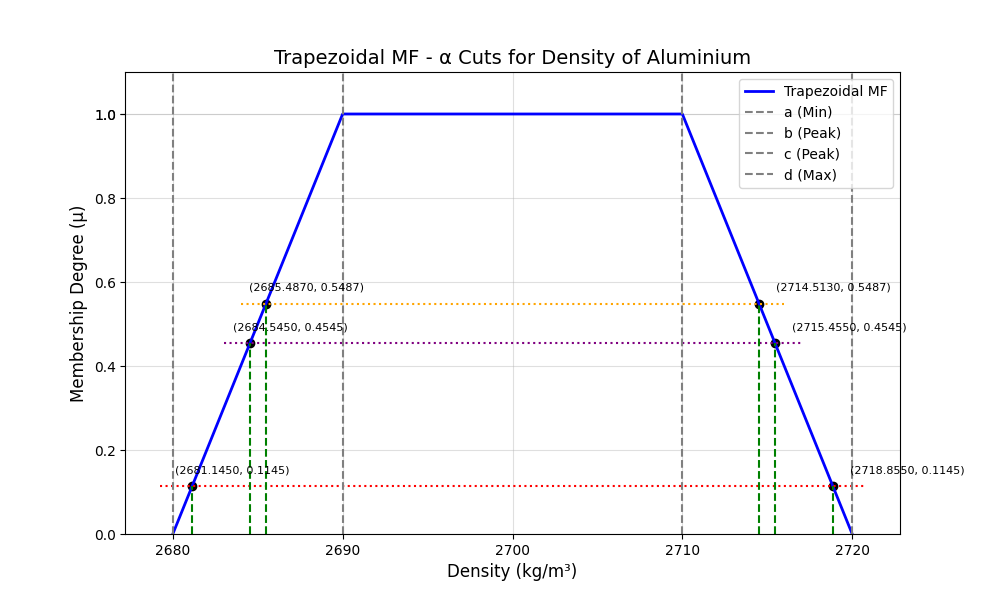 Trapezoidal MF - α Cuts for Density of Aluminium
Trapezoidal MF
a (Min)
b (Peak)
c (Peak)
d (Max)
Membership Degree (μ)
1.0
0.8
0.6
0.4
0.2
0.0
(2685.4870, 0.5487)
(2714.5130, 0.5487)
(2684.5450, 0.4545)
(2715.4550, 0.4545)
(2681.1450, 0.1145)
(2718.8550, 0.1145)
2680
2690
2700
2710
2720
Density (kg/m³)